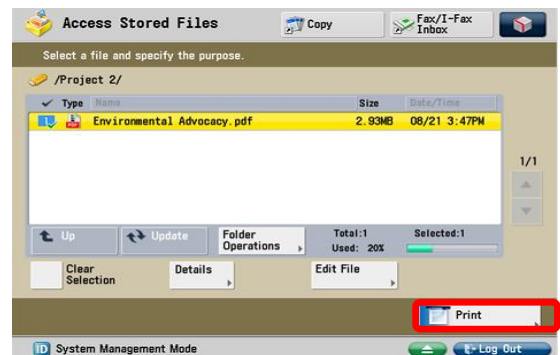 Access Stored Files
Copy
Fax/I-Fax
Inbox
Select a file and specify the purpose.
/Project 2/
Type Name Size Date/Time
Environmental Advocacy.pdf 2.93MB 08/21 3:47PM
1/1
Up
Update
Folder
Operations
Total:1
Used: 20%
Selected:1
Clear
Selection
Details
Edit File
Print
ID System Management Mode
Log Out